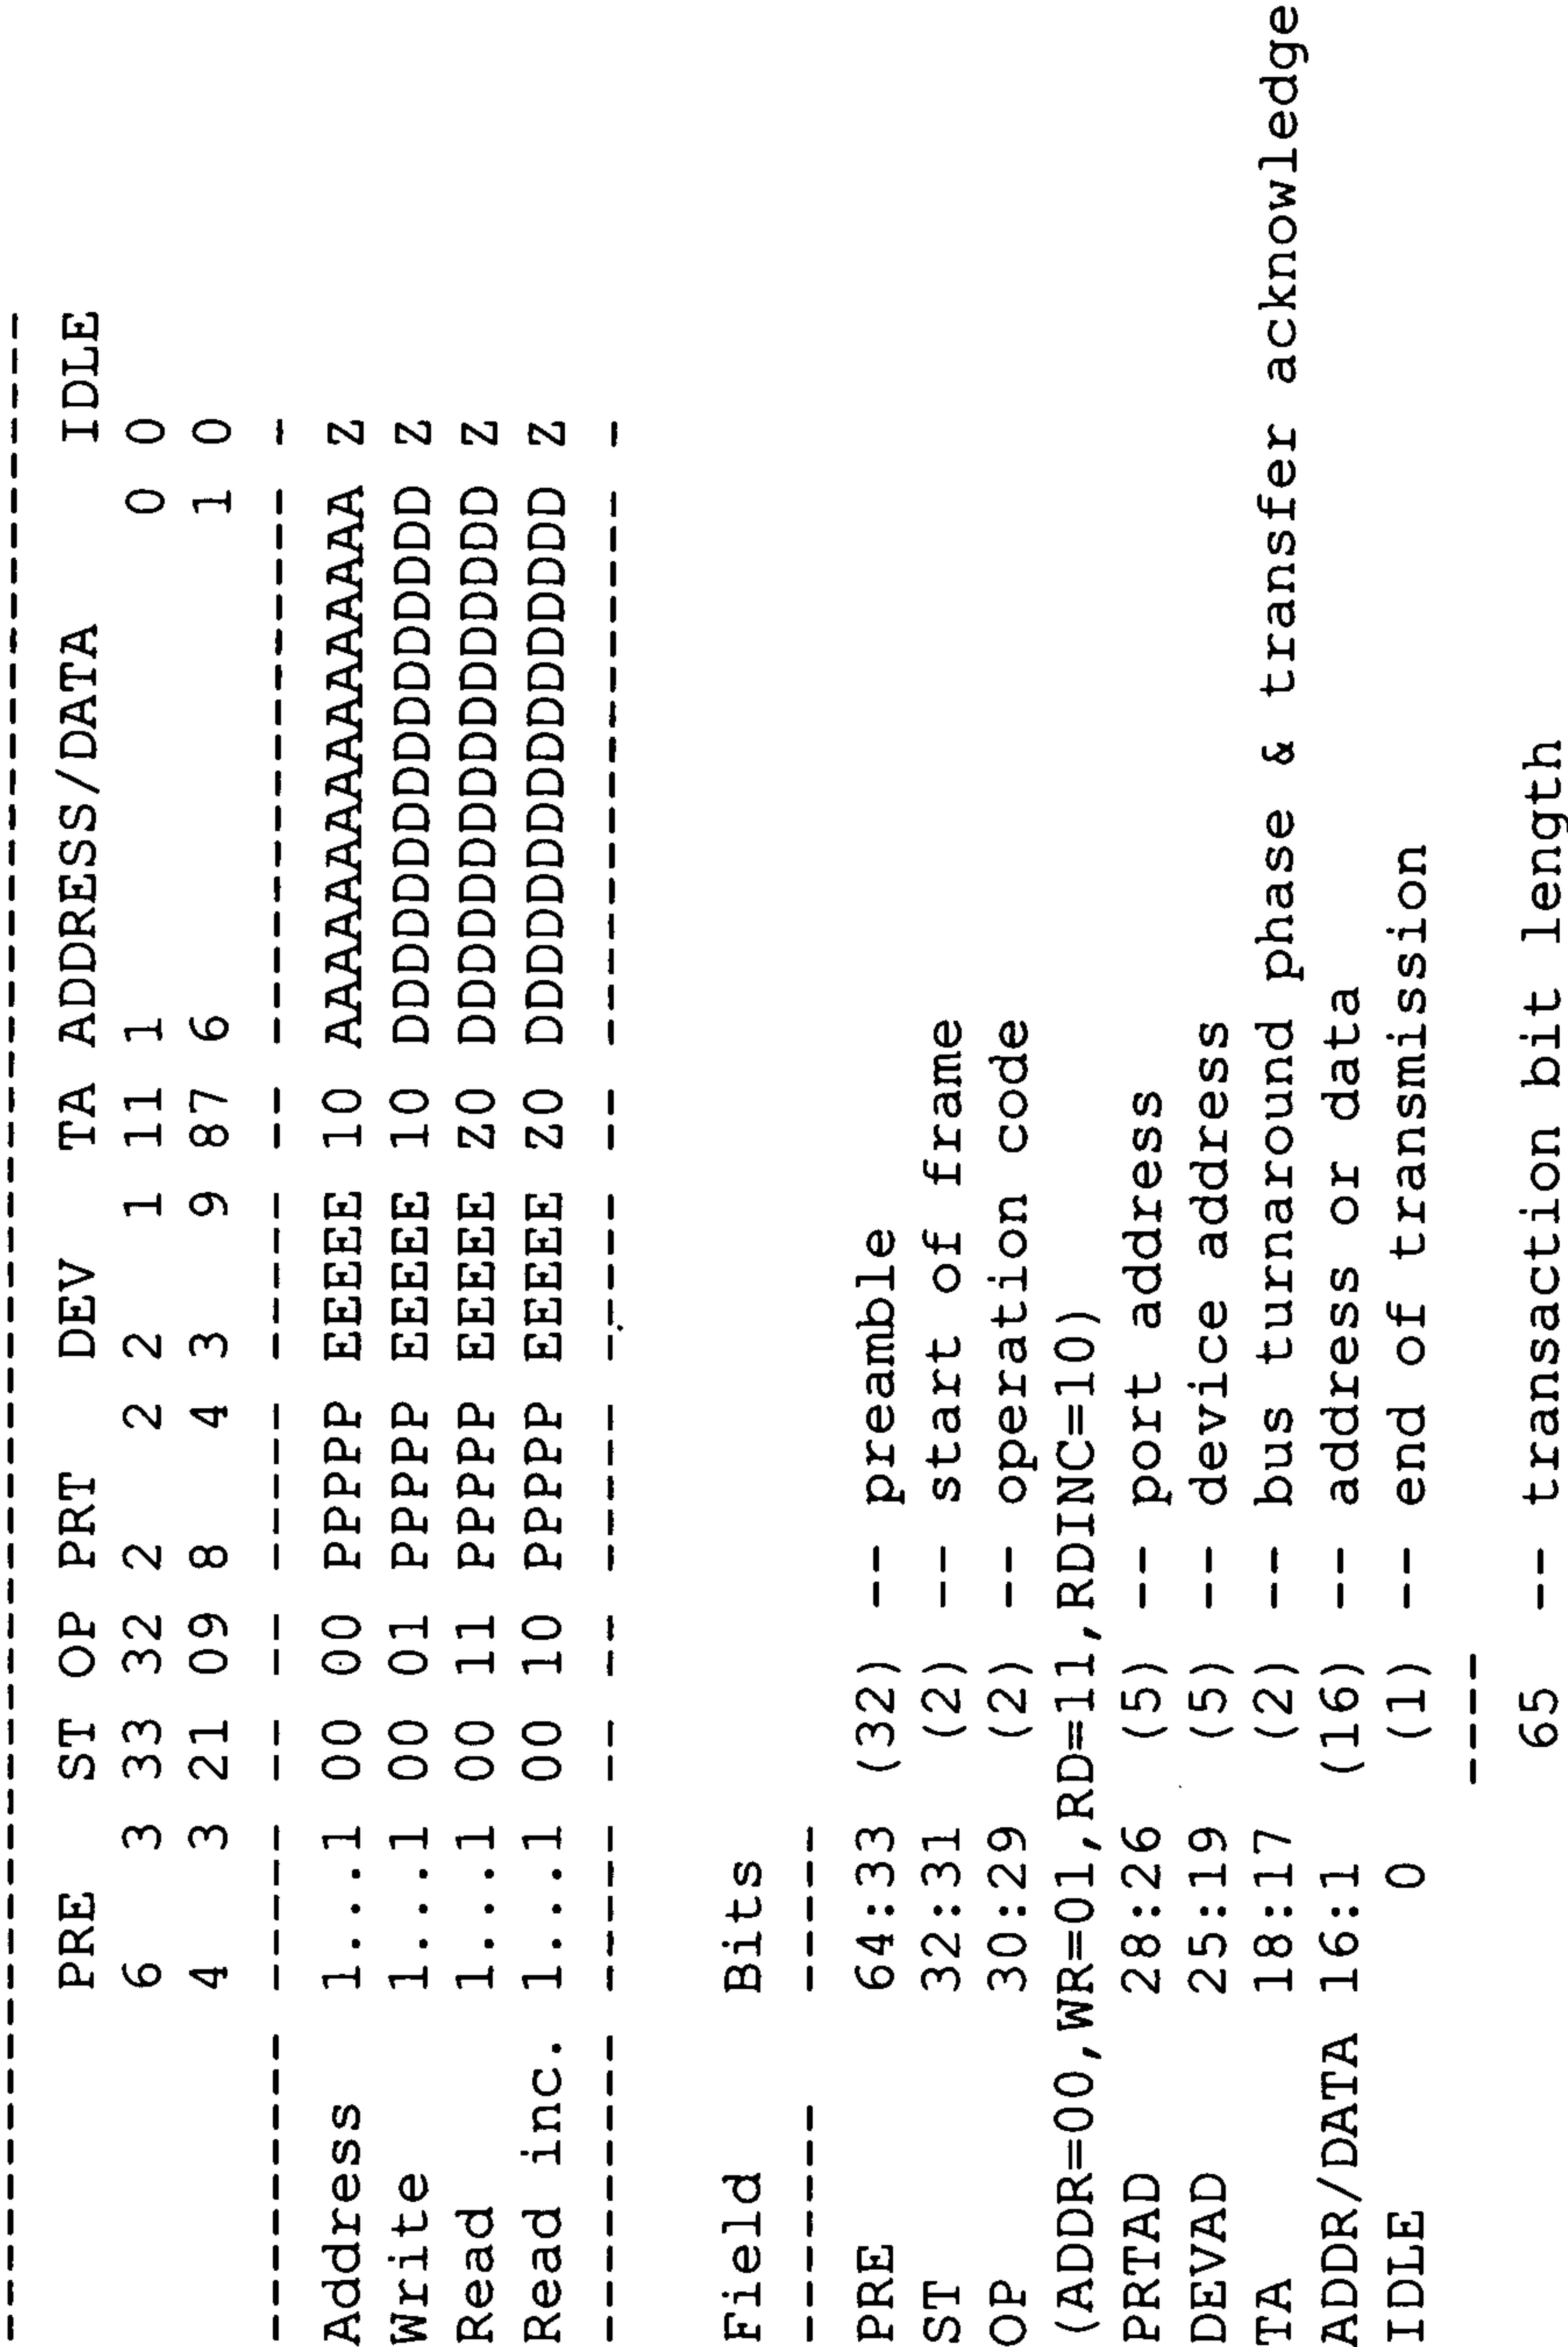 --------------------------------------------------------------------
PRE ST OP PRT DEV TA ADDRESS/DATA IDLE
6 3 33 32 2 2 2 1 11 1 0 0
4 3 21 09 8 4 3 9 87 6 1 0
-------- ------ -- -- ----- ----- -- ---------------- -
Address 1...1 00 00 PPPPP EEEEE 10 AAAAAAAAAAAAAAAA Z
Write 1...1 00 01 PPPPP EEEEE 10 DDDDDDDDDDDDDDDD Z
Read 1...1 00 11 PPPPP EEEEE Z0 DDDDDDDDDDDDDDDD Z
Read inc. 1...1 00 10 PPPPP EEEEE Z0 DDDDDDDDDDDDDDDD Z
-------- ------ -- -- ----- ----- -- ---------------- -
Field Bits
------- -----
PRE 64:33 (32) -- preamble
ST 32:31 (2) -- start of frame
OP 30:29 (2) -- operation code
(ADDR=00,WR=01,RD=11,RDINC=10)
PRTAD 28:26 (5) -- port address
DEVAD 25:19 (5) -- device address
TA 18:17 (2) -- bus turnaround phase & transfer acknowledge
ADDR/DATA 16:1 (16) -- address or data
IDLE 0 (1) -- end of transmission
----
65 -- transaction bit length